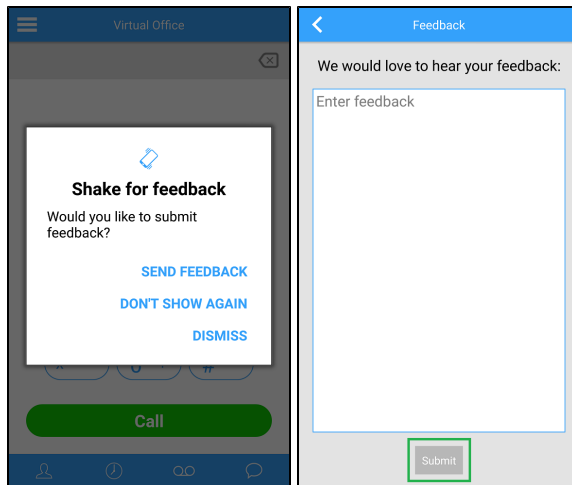 Virtual Office
Shake for feedback
Would you like to submit
feedback?
SEND FEEDBACK
DON'T SHOW AGAIN
DISMISS
Call
Feedback
We would love to hear your feedback:
Enter feedback
Submit